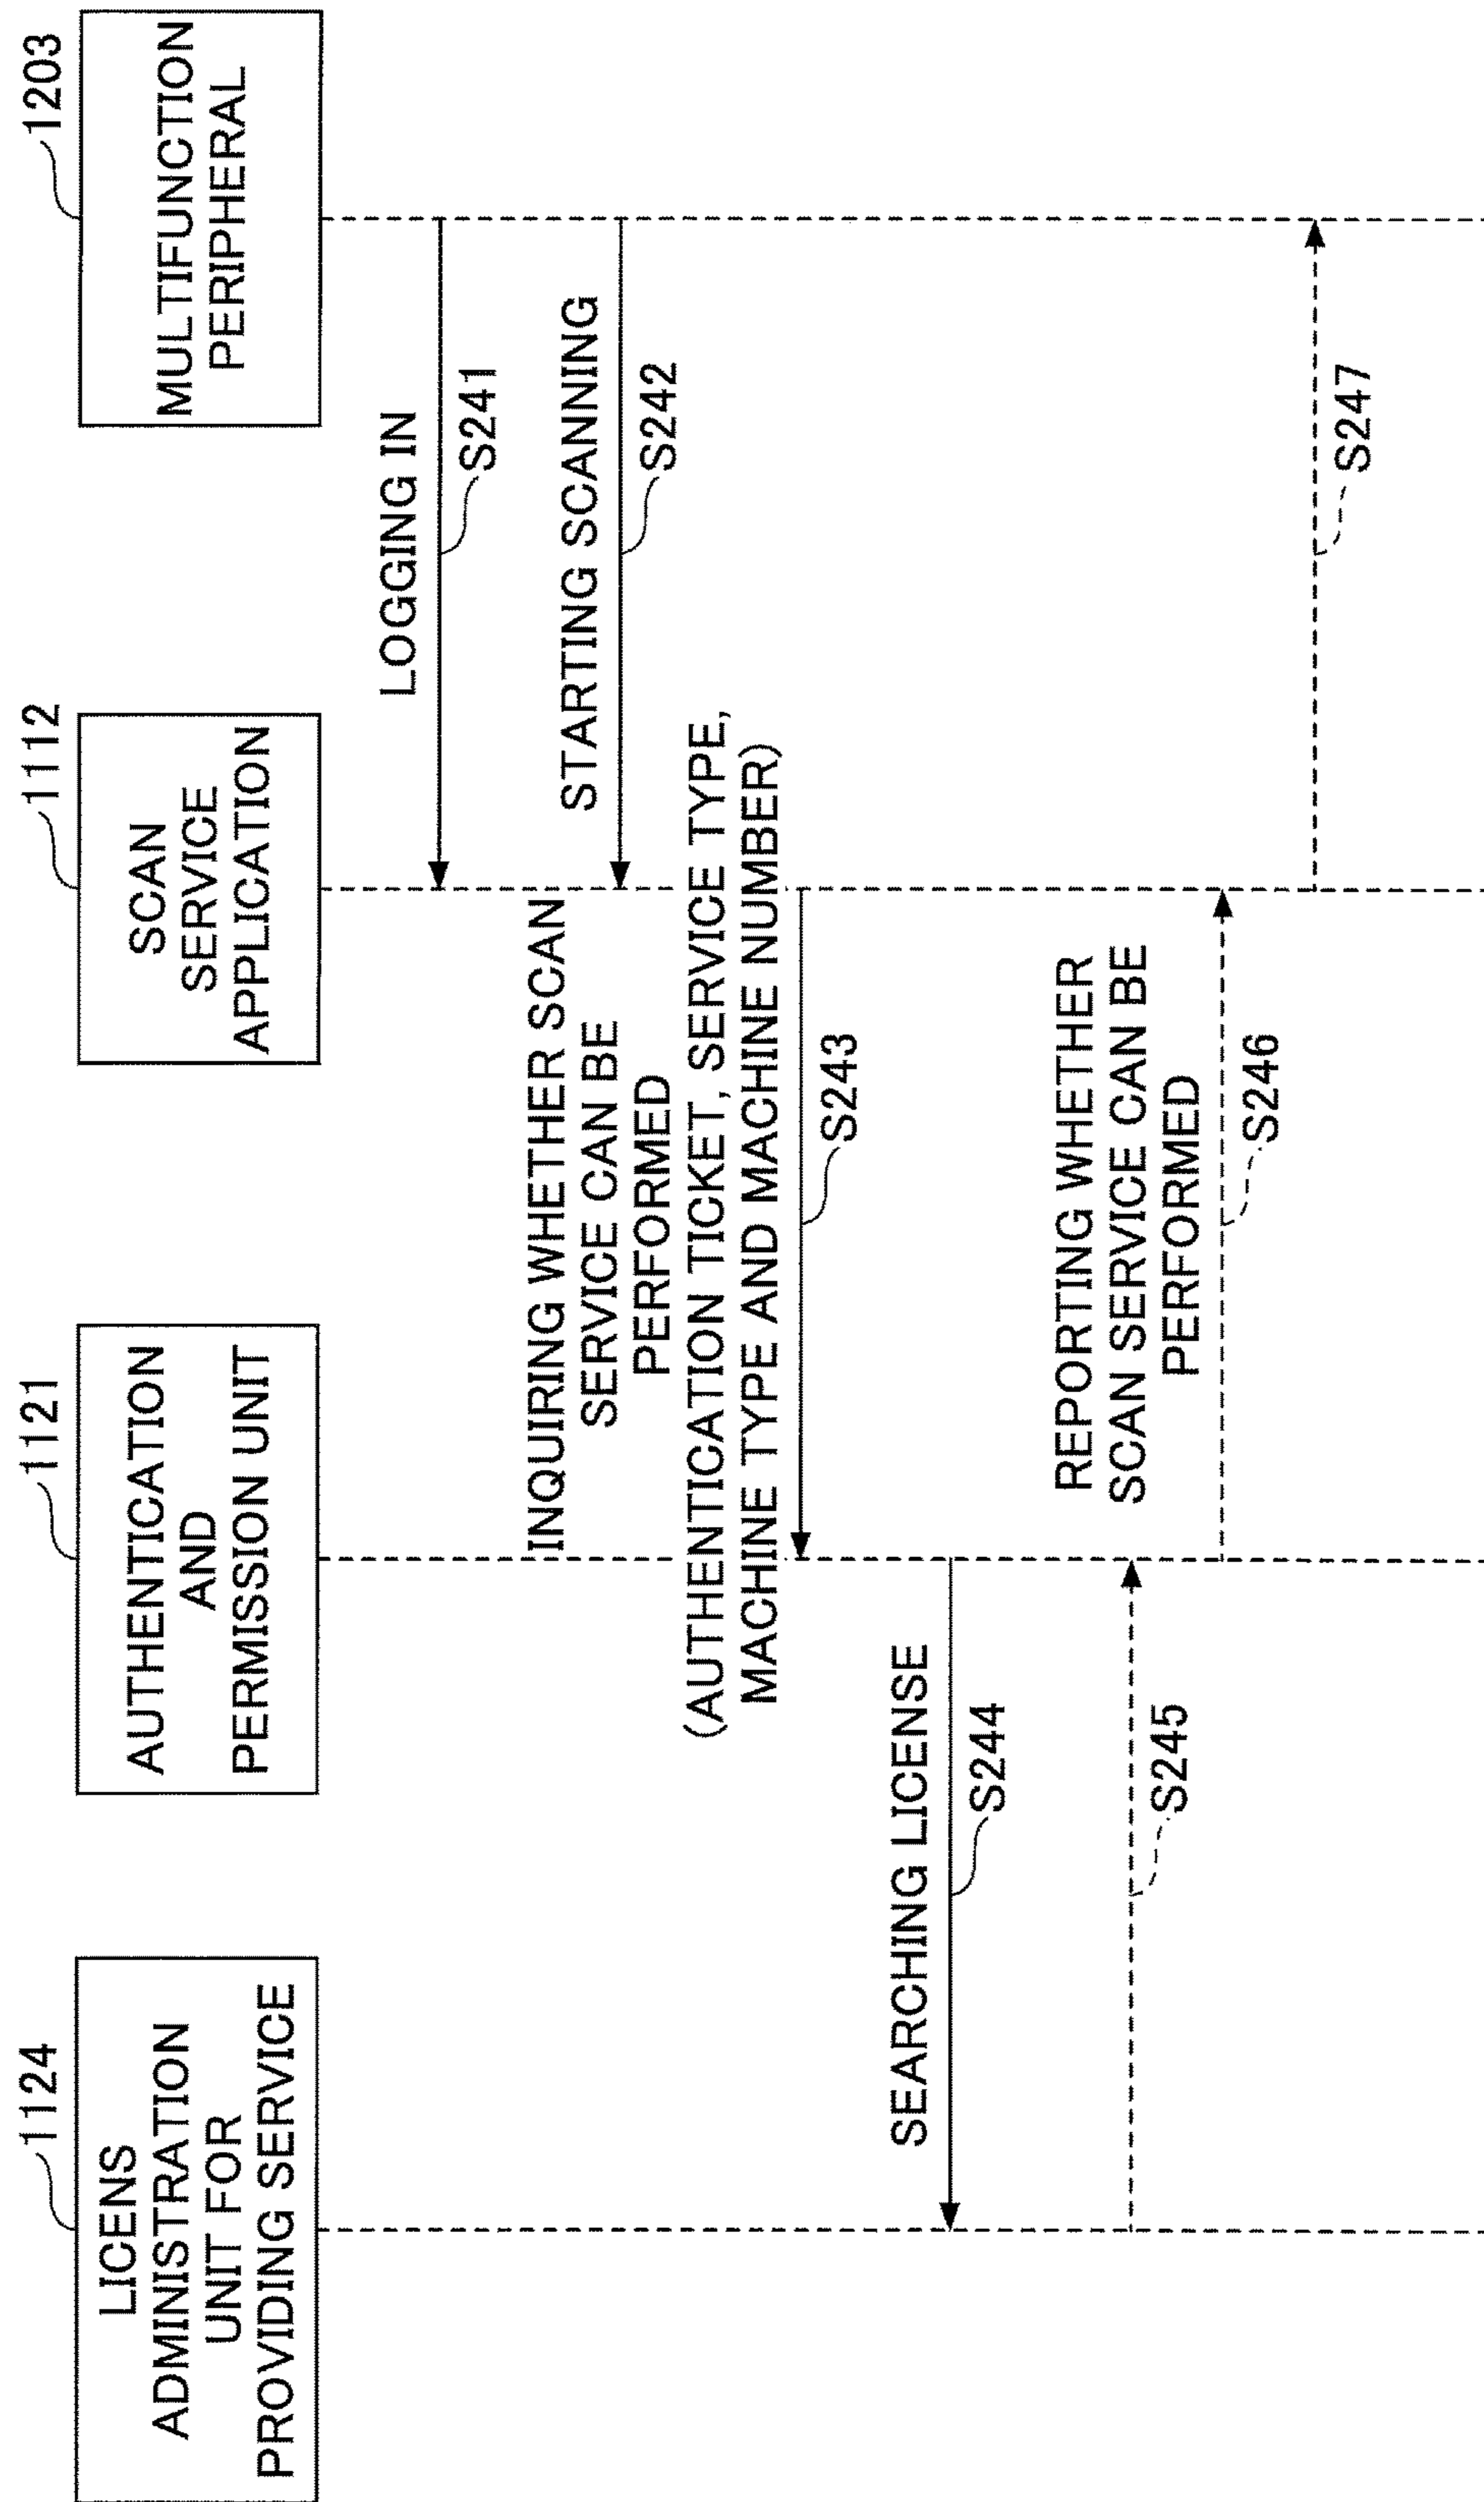 1124
LICENS
ADMINISTRATION
UNIT FOR
PROVIDING SERVICE
1121
AUTHENTICATION
AND
PERMISSION UNIT
1112
SCAN
SERVICE
APPLICATION
1203
MULTIFUNCTION
PERIPHERAL
LOGGING IN
S241
STARTING SCANNING
S242
INQUIRING WHETHER SCAN
SERVICE CAN BE
PERFORMED
(AUTHENTICATION TICKET, SERVICE TYPE,
MACHINE TYPE AND MACHINE NUMBER)
S243
SEARCHING LICENSE
S244
S245
REPORTING WHETHER
SCAN SERVICE CAN BE
PERFORMED
S246
S247